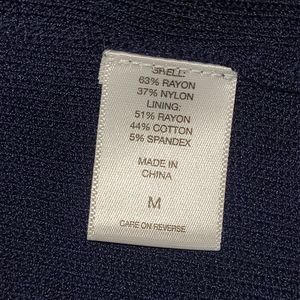 SHELL:
63% RAYON
37% NYLON
LINING:
51% RAYON
44% COTTON
5% SPANDEX
MADE IN
CHINA
M
CARE ON REVERSE